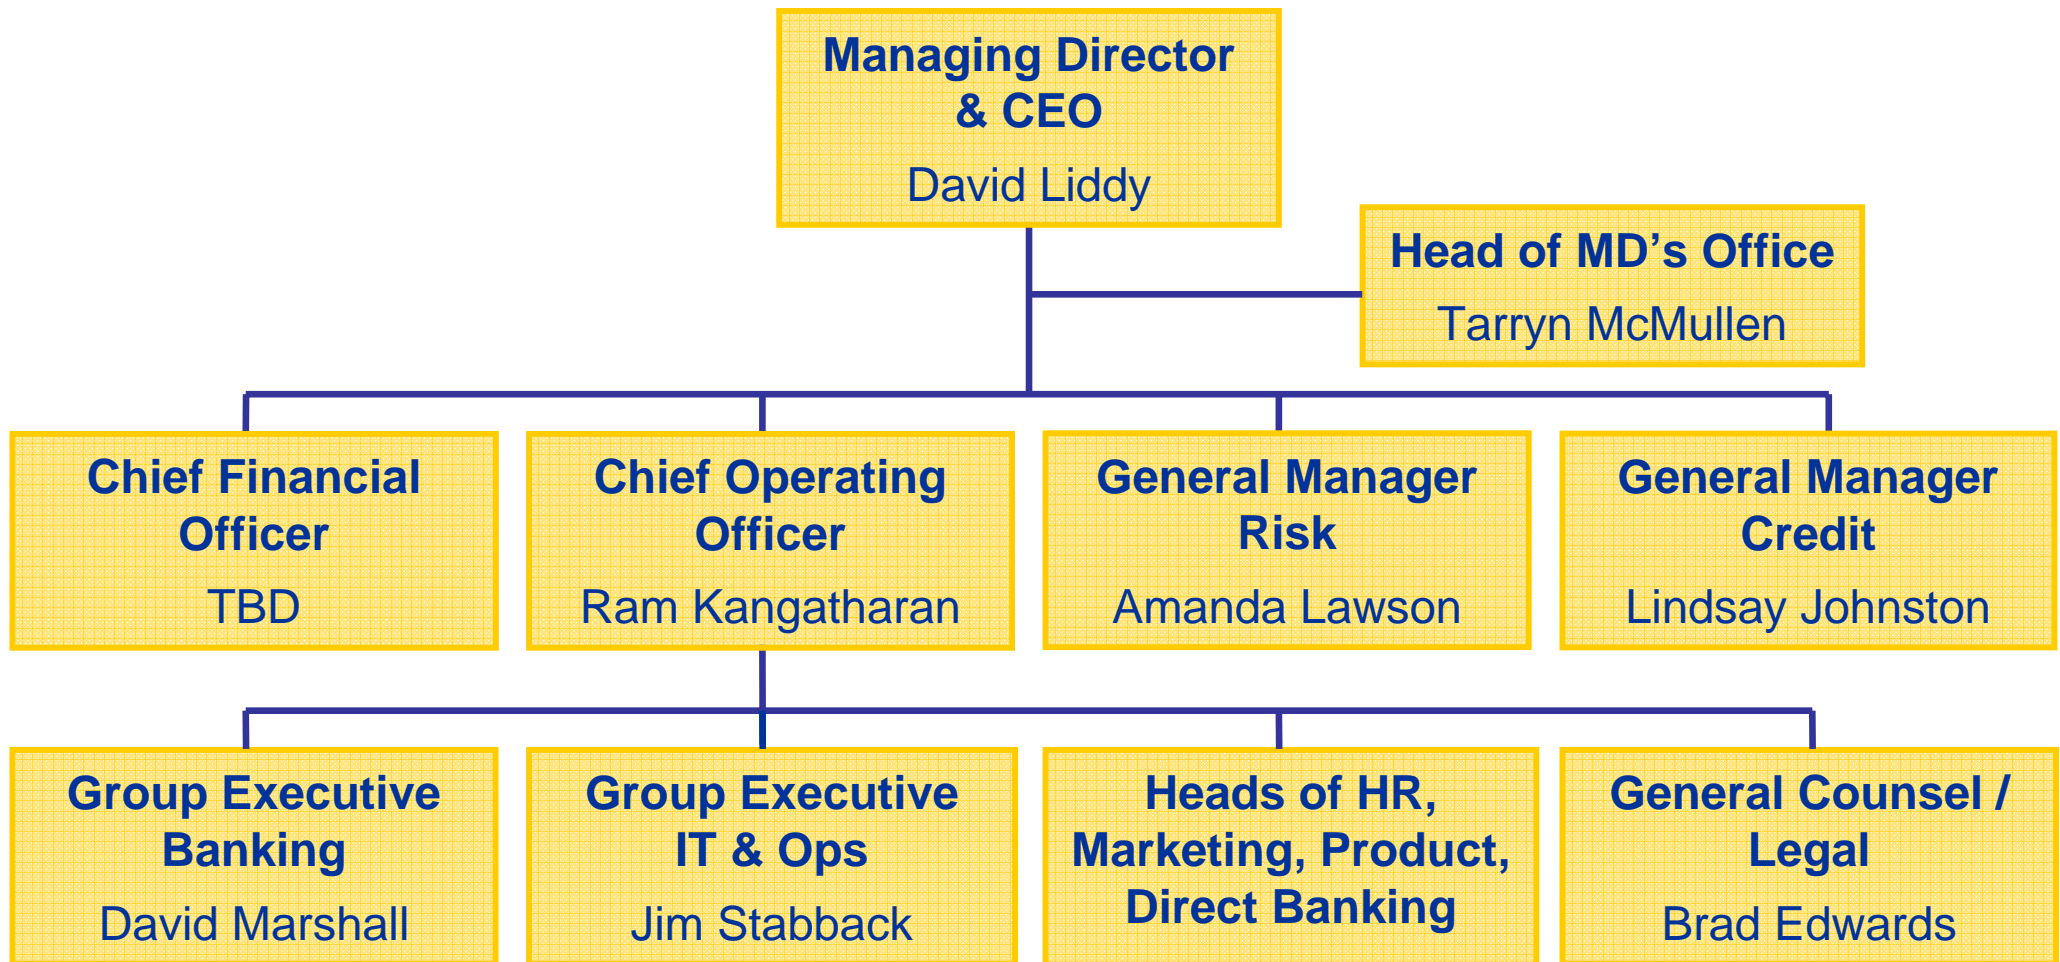 Managing Director
& CEO
David Liddy
Head of MD’s Office
Tarryn McMullen
Chief Financial
Officer
TBD
Chief Operating
Officer
Ram Kangatharan
General Manager
Risk
Amanda Lawson
General Manager
Credit
Lindsay Johnston
Group Executive
Banking
David Marshall
Group Executive
IT & Ops
Jim Stabback
Heads of HR,
Marketing, Product,
Direct Banking
General Counsel /
Legal
Brad Edwards